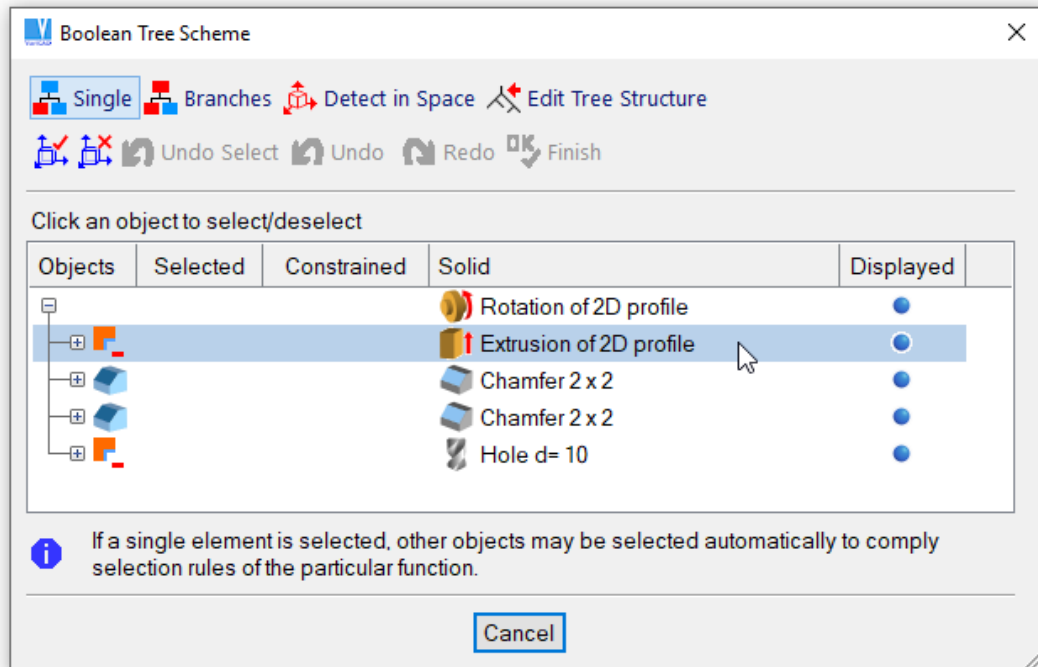 Boolean Tree Scheme
Single Branches Detect in Space Edit Tree Structure
Undo Select Undo Redo OK Finish
Click an object to select/deselect
Objects Selected Constrained Solid Displayed
Rotation of 2D profile
Extrusion of 2D profile
Chamfer 2 x 2
Chamfer 2 x 2
Hole d= 10
If a single element is selected, other objects may be selected automatically to comply
selection rules of the particular function.
Cancel